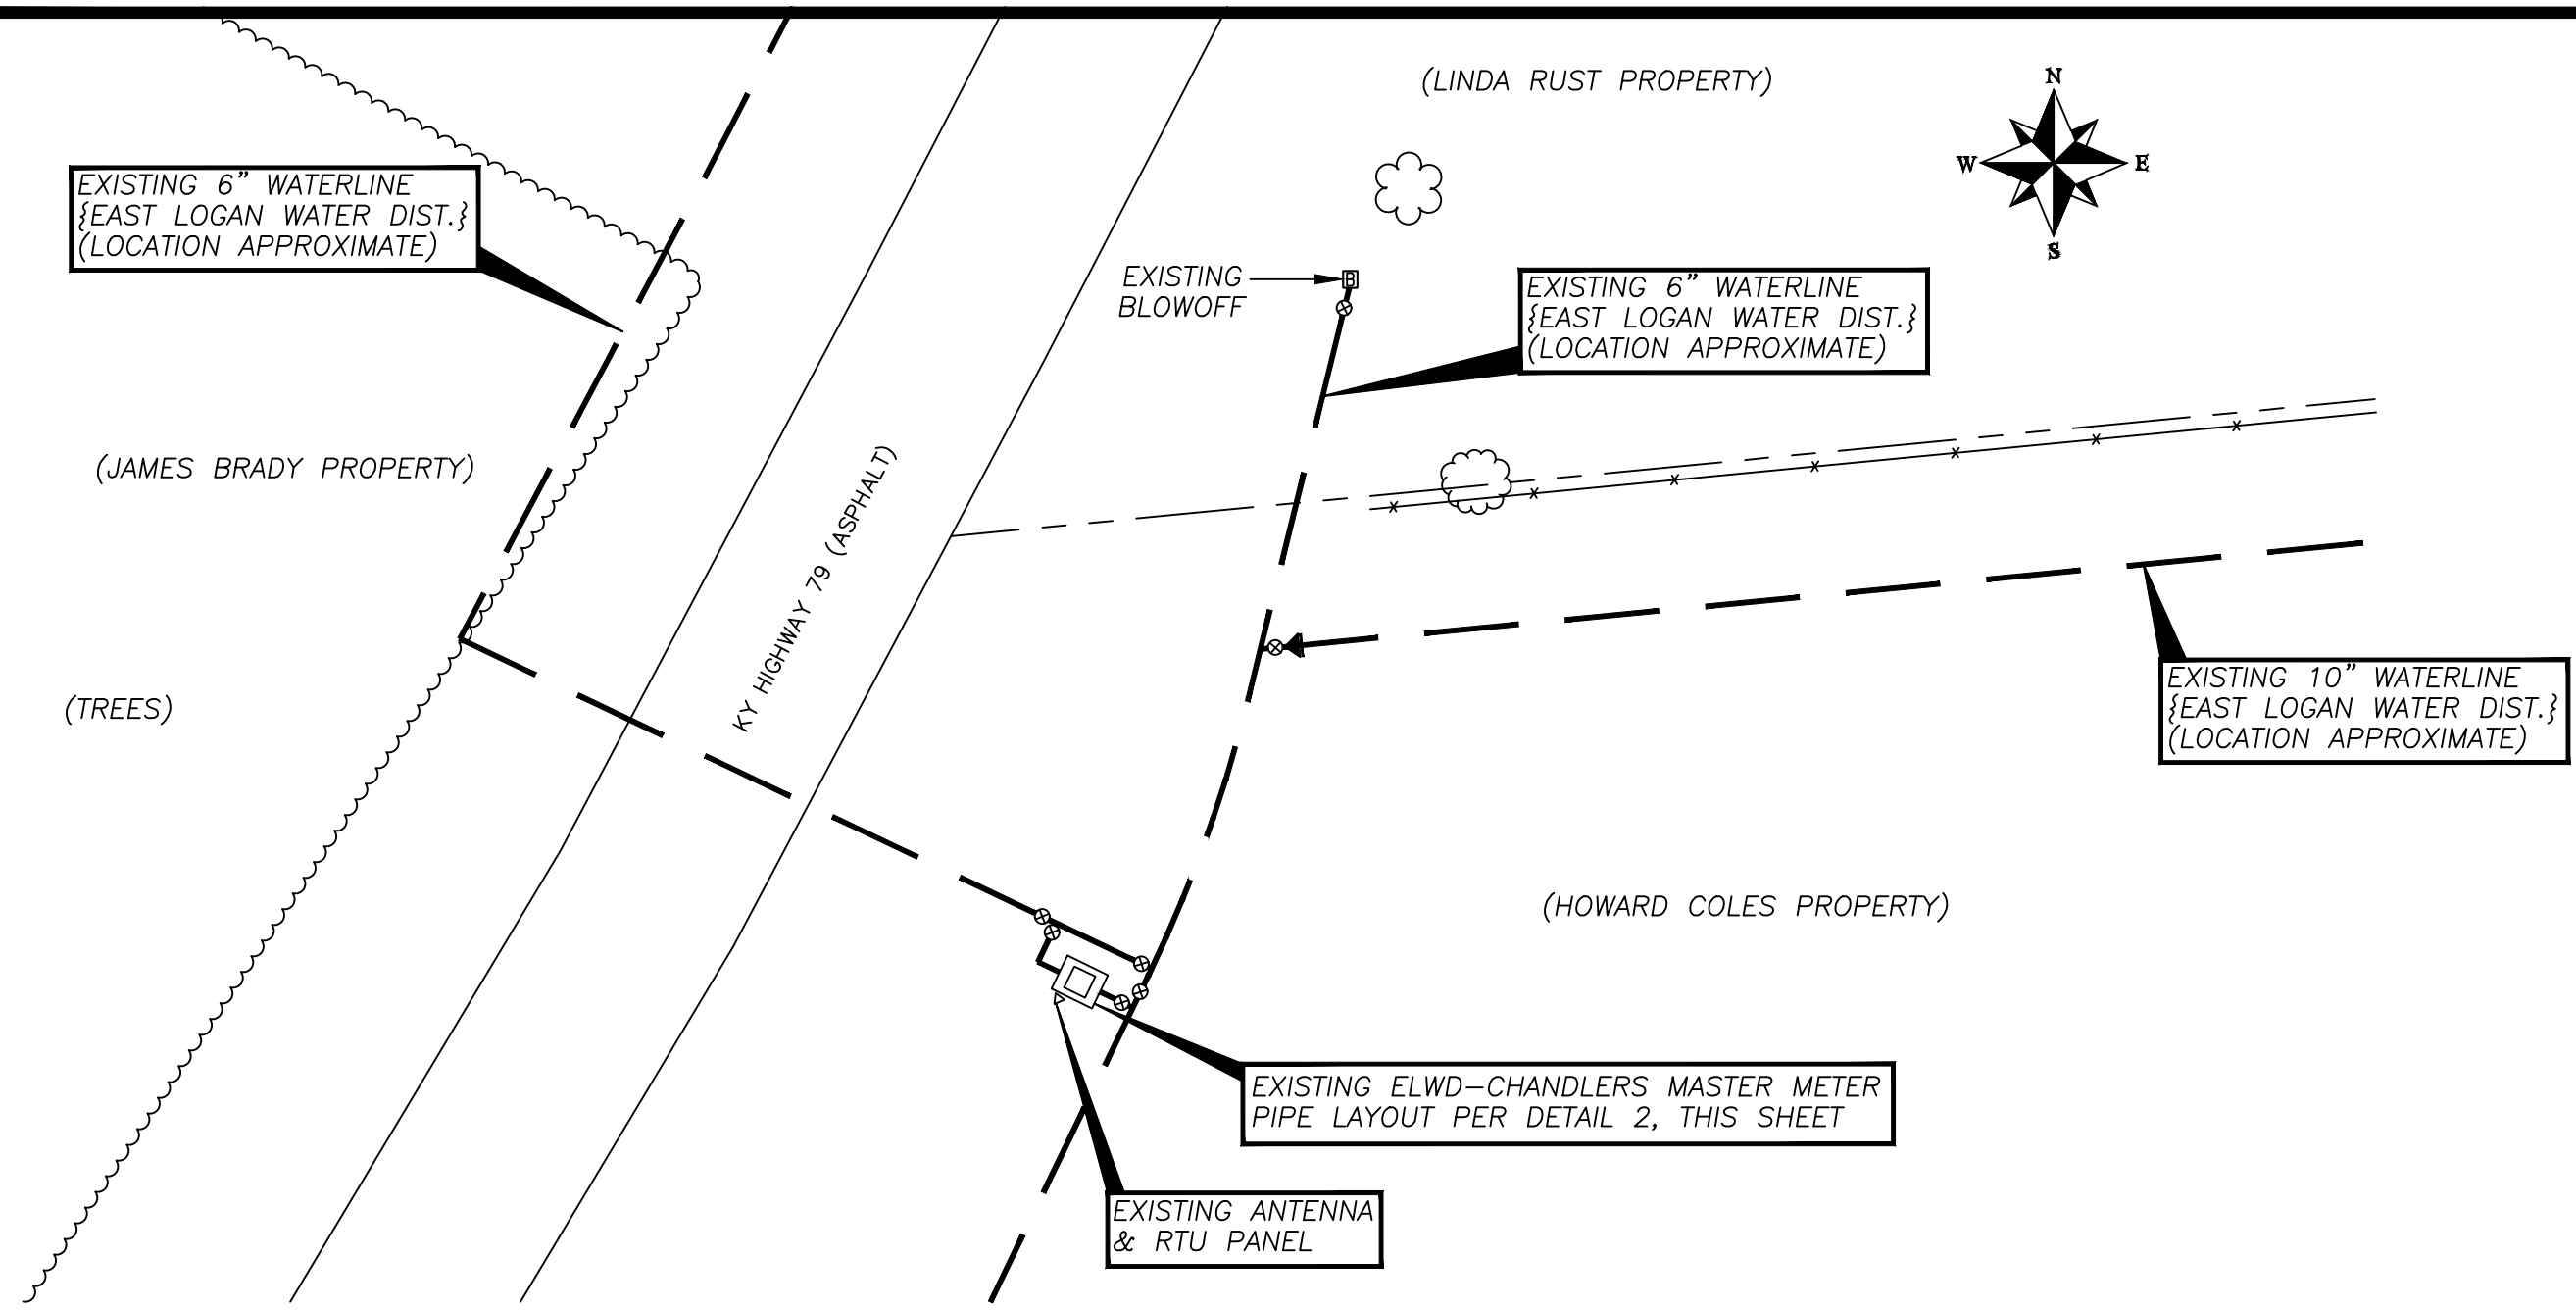 (LINDA RUST PROPERTY)
N
W
E
S
EXISTING 6" WATERLINE
{EAST LOGAN WATER DIST.}
(LOCATION APPROXIMATE)
EXISTING
BLOWOFF
B
EXISTING 6" WATERLINE
{EAST LOGAN WATER DIST.}
(LOCATION APPROXIMATE)
(JAMES BRADY PROPERTY)
KY HIGHWAY 79 (ASPHALT)
(TREES)
EXISTING 10" WATERLINE
{EAST LOGAN WATER DIST.}
(LOCATION APPROXIMATE)
(HOWARD COLES PROPERTY)
EXISTING ELWD-CHANDLERS MASTER METER
PIPE LAYOUT PER DETAIL 2, THIS SHEET
EXISTING ANTENNA
& RTU PANEL